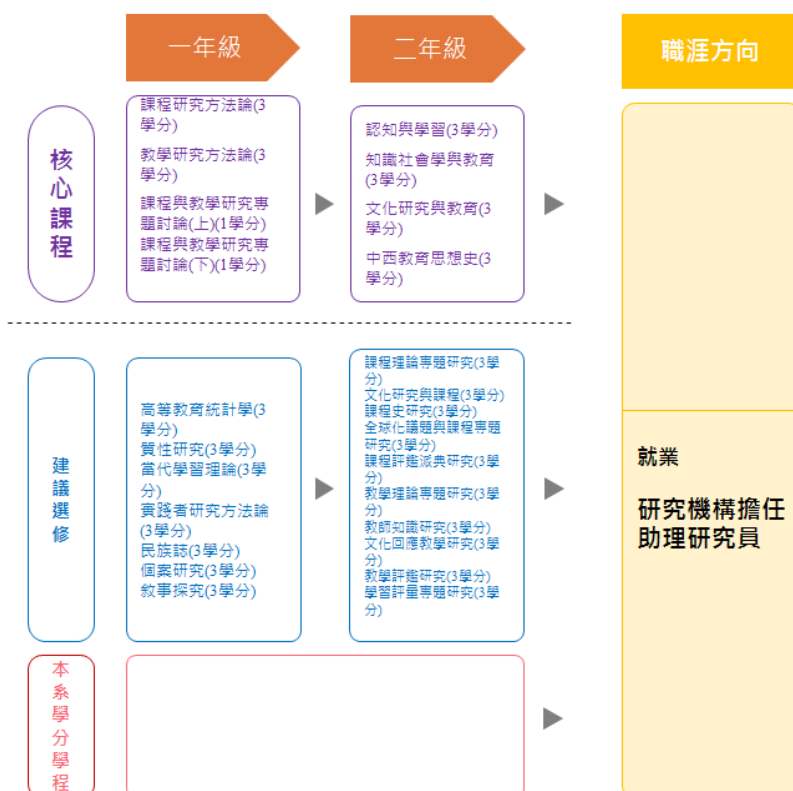 一年級
二年級
職涯方向
核心課程
課程研究方法論(3
學分)
教學研究方法論(3
學分)
課程與教學研究專
題討論(上)(1學分)
課程與教學研究專
題討論(下)(1學分)
認知與學習(3學分)
知識社會學與教育
(3學分)
文化研究與教育(3
學分)
中西教育思想史(3
學分)
建議選修
高等教育統計學(3
學分)
質性研究(3學分)
當代學習理論(3學
分)
實踐者研究方法論
(3學分)
民族誌(3學分)
個案研究(3學分)
敘事探究(3學分)
課程理論專題研究(3學
分)
文化研究與課程(3學分)
課程史研究(3學分)
全球化議題與課程專題
研究(3學分)
課程評鑑派典研究(3學
分)
教學理論專題研究(3學
分)
教師知識研究(3學分)
文化回應教學研究(3學
分)
教學評鑑研究(3學分)
學習評量專題研究(3學
分)
就業
研究機構擔任
助理研究員
本系學分學程